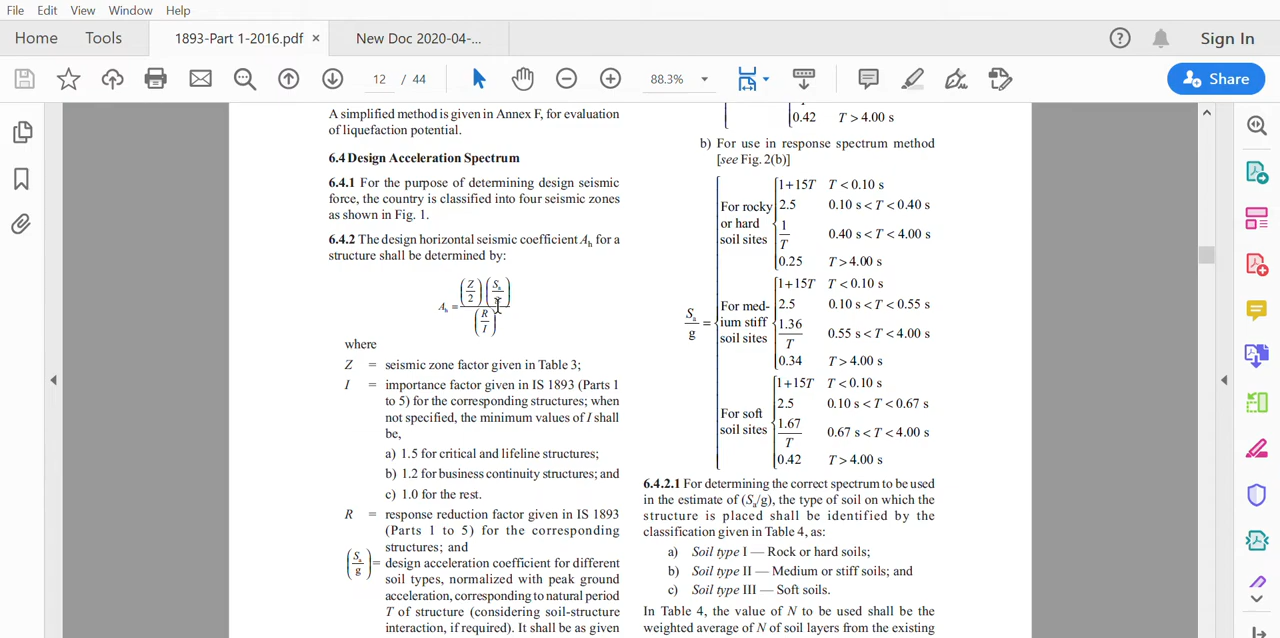 File Edit View Window Help
Home Tools 1893-Part 1-2016.pdf × New Doc 2020-04-... Sign In
12 / 44 88.3% Share
A simplified method is given in Annex F, for evaluation
of liquefaction potential.
6.4 Design Acceleration Spectrum
6.4.1 For the purpose of determining design seismic
force, the country is classified into four seismic zones
as shown in Fig. 1.
6.4.2 The design horizontal seismic coefficient Ah for a
structure shall be determined by:
Ah = (Z/2) (Sa/g) / (R/I)
where
Z = seismic zone factor given in Table 3;
I = importance factor given in IS 1893 (Parts 1
to 5) for the corresponding structures; when
not specified, the minimum values of I shall
be,
a) 1.5 for critical and lifeline structures;
b) 1.2 for business continuity structures; and
c) 1.0 for the rest.
R = response reduction factor given in IS 1893
(Parts 1 to 5) for the corresponding
structures; and
(Sa/g) = design acceleration coefficient for different
soil types, normalized with peak ground
acceleration, corresponding to natural period
T of structure (considering soil-structure
interaction, if required). It shall be as given
0.42 T > 4.00 s
b) For use in response spectrum method
[see Fig. 2(b)]
Sa/g =
For rocky or hard soil sites
1+15T T < 0.10 s
2.5 0.10 s < T < 0.40 s
1/T 0.40 s < T < 4.00 s
0.25 T > 4.00 s
For med-ium stiff soil sites
1+15T T < 0.10 s
2.5 0.10 s < T < 0.55 s
1.36/T 0.55 s < T < 4.00 s
0.34 T > 4.00 s
For soft soil sites
1+15T T < 0.10 s
2.5 0.10 s < T < 0.67 s
1.67/T 0.67 s < T < 4.00 s
0.42 T > 4.00 s
6.4.2.1 For determining the correct spectrum to be used
in the estimate of (Sa/g), the type of soil on which the
structure is placed shall be identified by the
classification given in Table 4, as:
a) Soil type I — Rock or hard soils;
b) Soil type II — Medium or stiff soils; and
c) Soil type III — Soft soils.
In Table 4, the value of N to be used shall be the
weighted average of N of soil layers from the existing